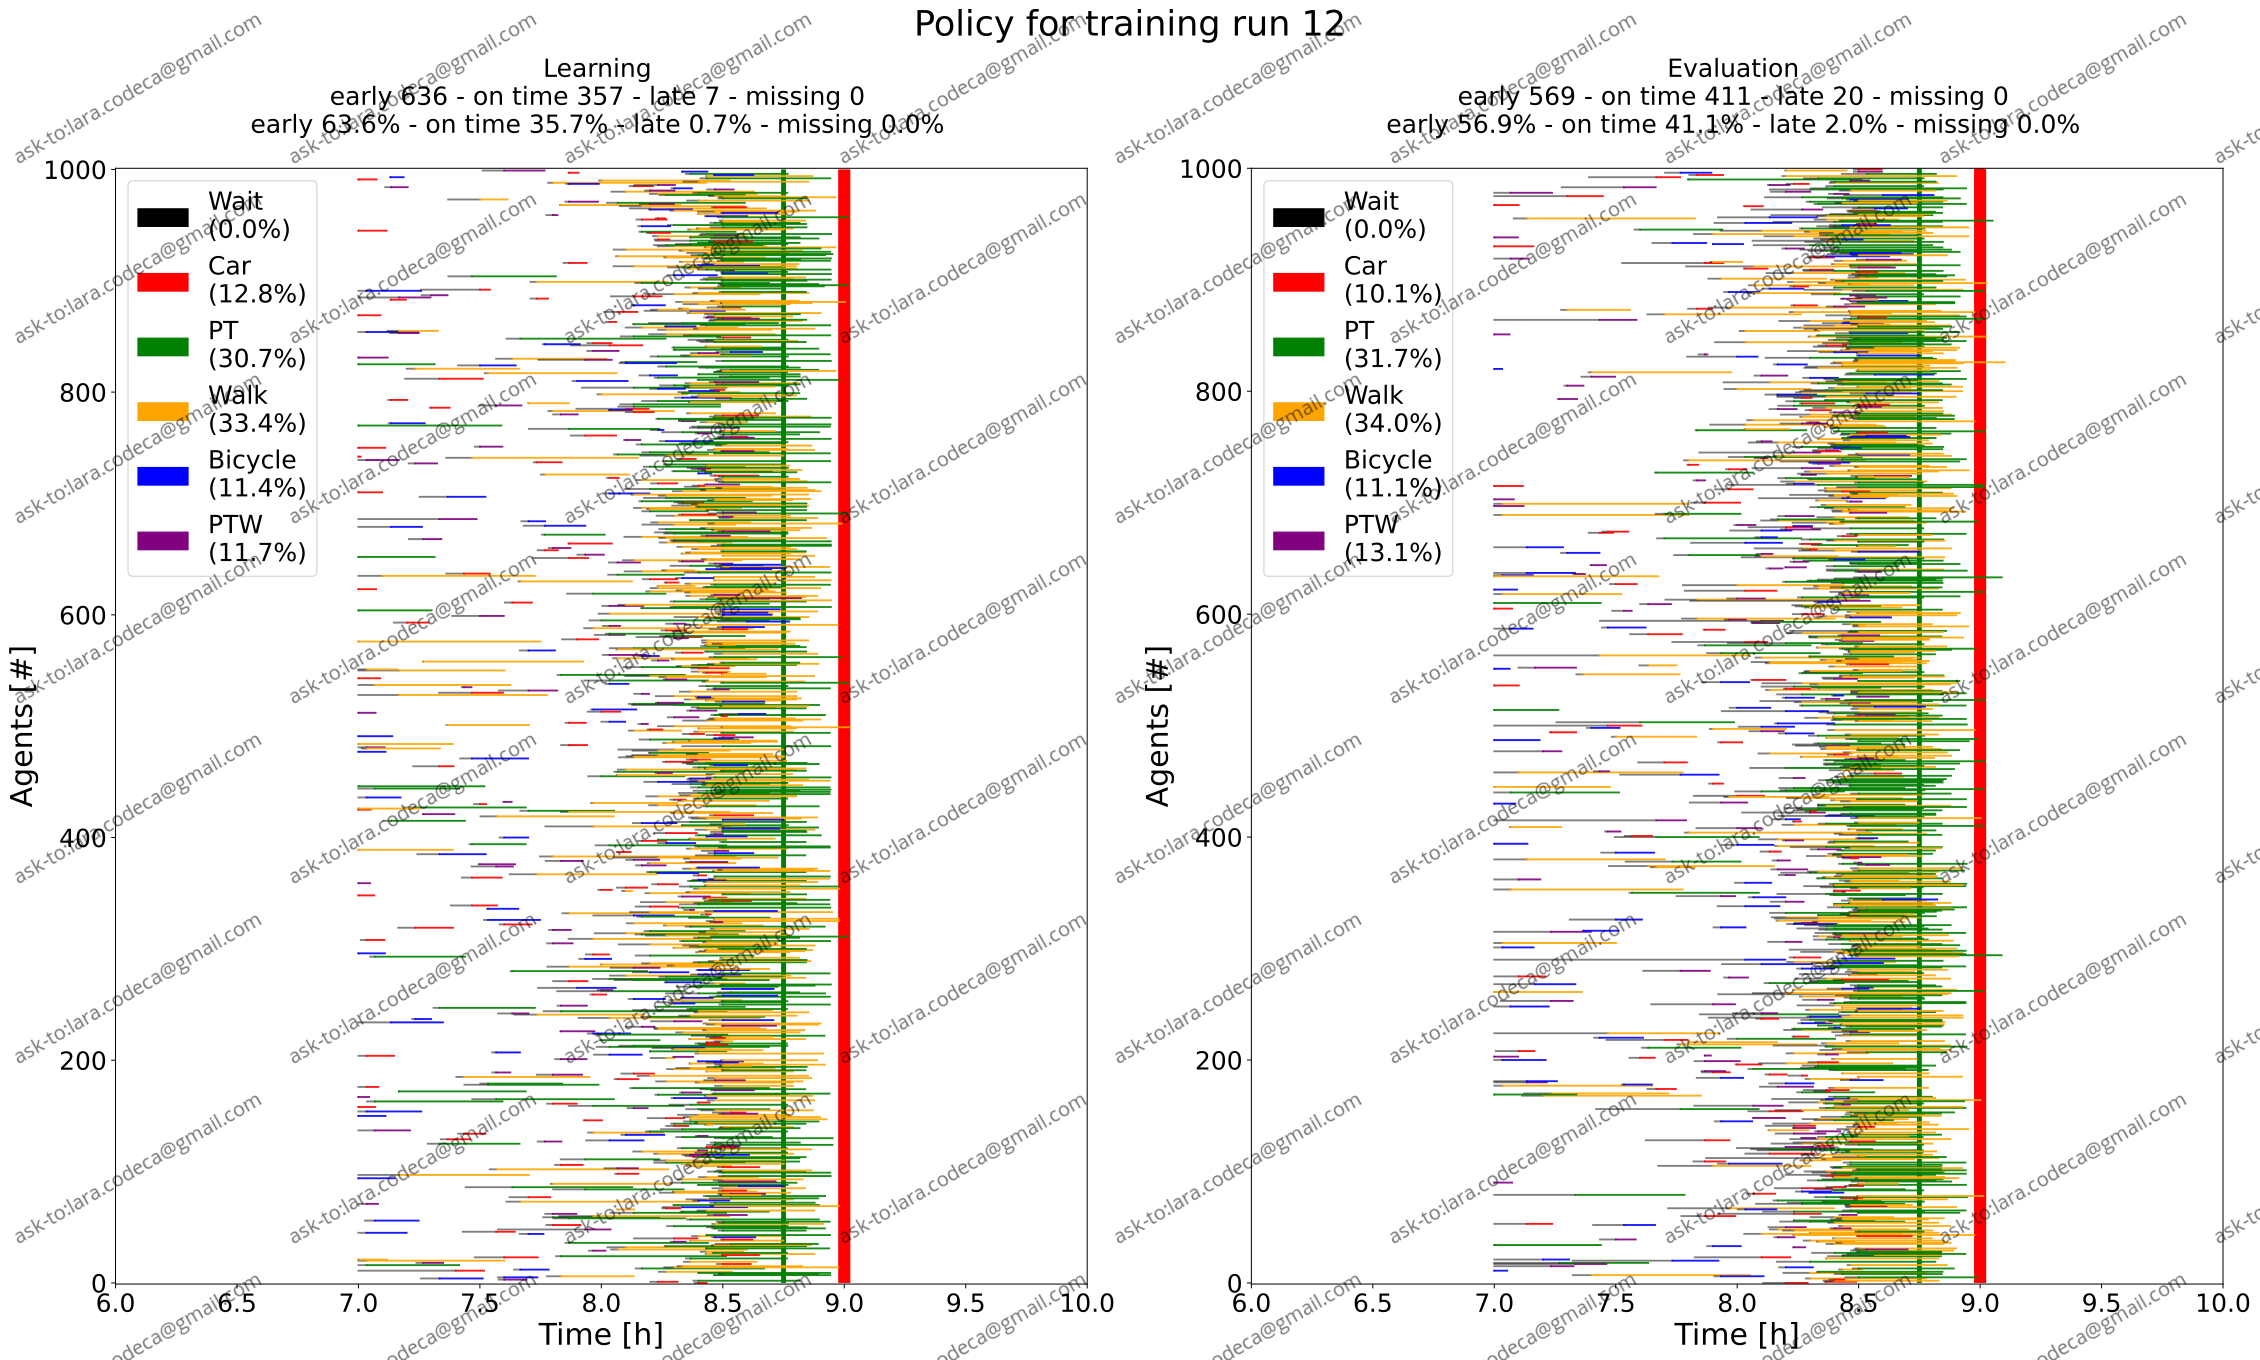 Policy for training run 12
Learning
early 636 - on time 357 - late 7 - missing 0
early 63.6% - on time 35.7% - late 0.7% - missing 0.0%
Agents [#]
1000
800
600
400
200
0
Wait
(0.0%)
Car
(12.8%)
PT
(30.7%)
Walk
(33.4%)
Bicycle
(11.4%)
PTW
(11.7%)
6.0 6.5 7.0 7.5 8.0 8.5 9.0 9.5 10.0
Time [h]
Evaluation
early 569 - on time 411 - late 20 - missing 0
early 56.9% - on time 41.1% - late 2.0% - missing 0.0%
Agents [#]
1000
800
600
400
200
0
Wait
(0.0%)
Car
(10.1%)
PT
(31.7%)
Walk
(34.0%)
Bicycle
(11.1%)
PTW
(13.1%)
6.0 6.5 7.0 7.5 8.0 8.5 9.0 9.5 10.0
Time [h]
ask-to:lara.codeca@gmail.com